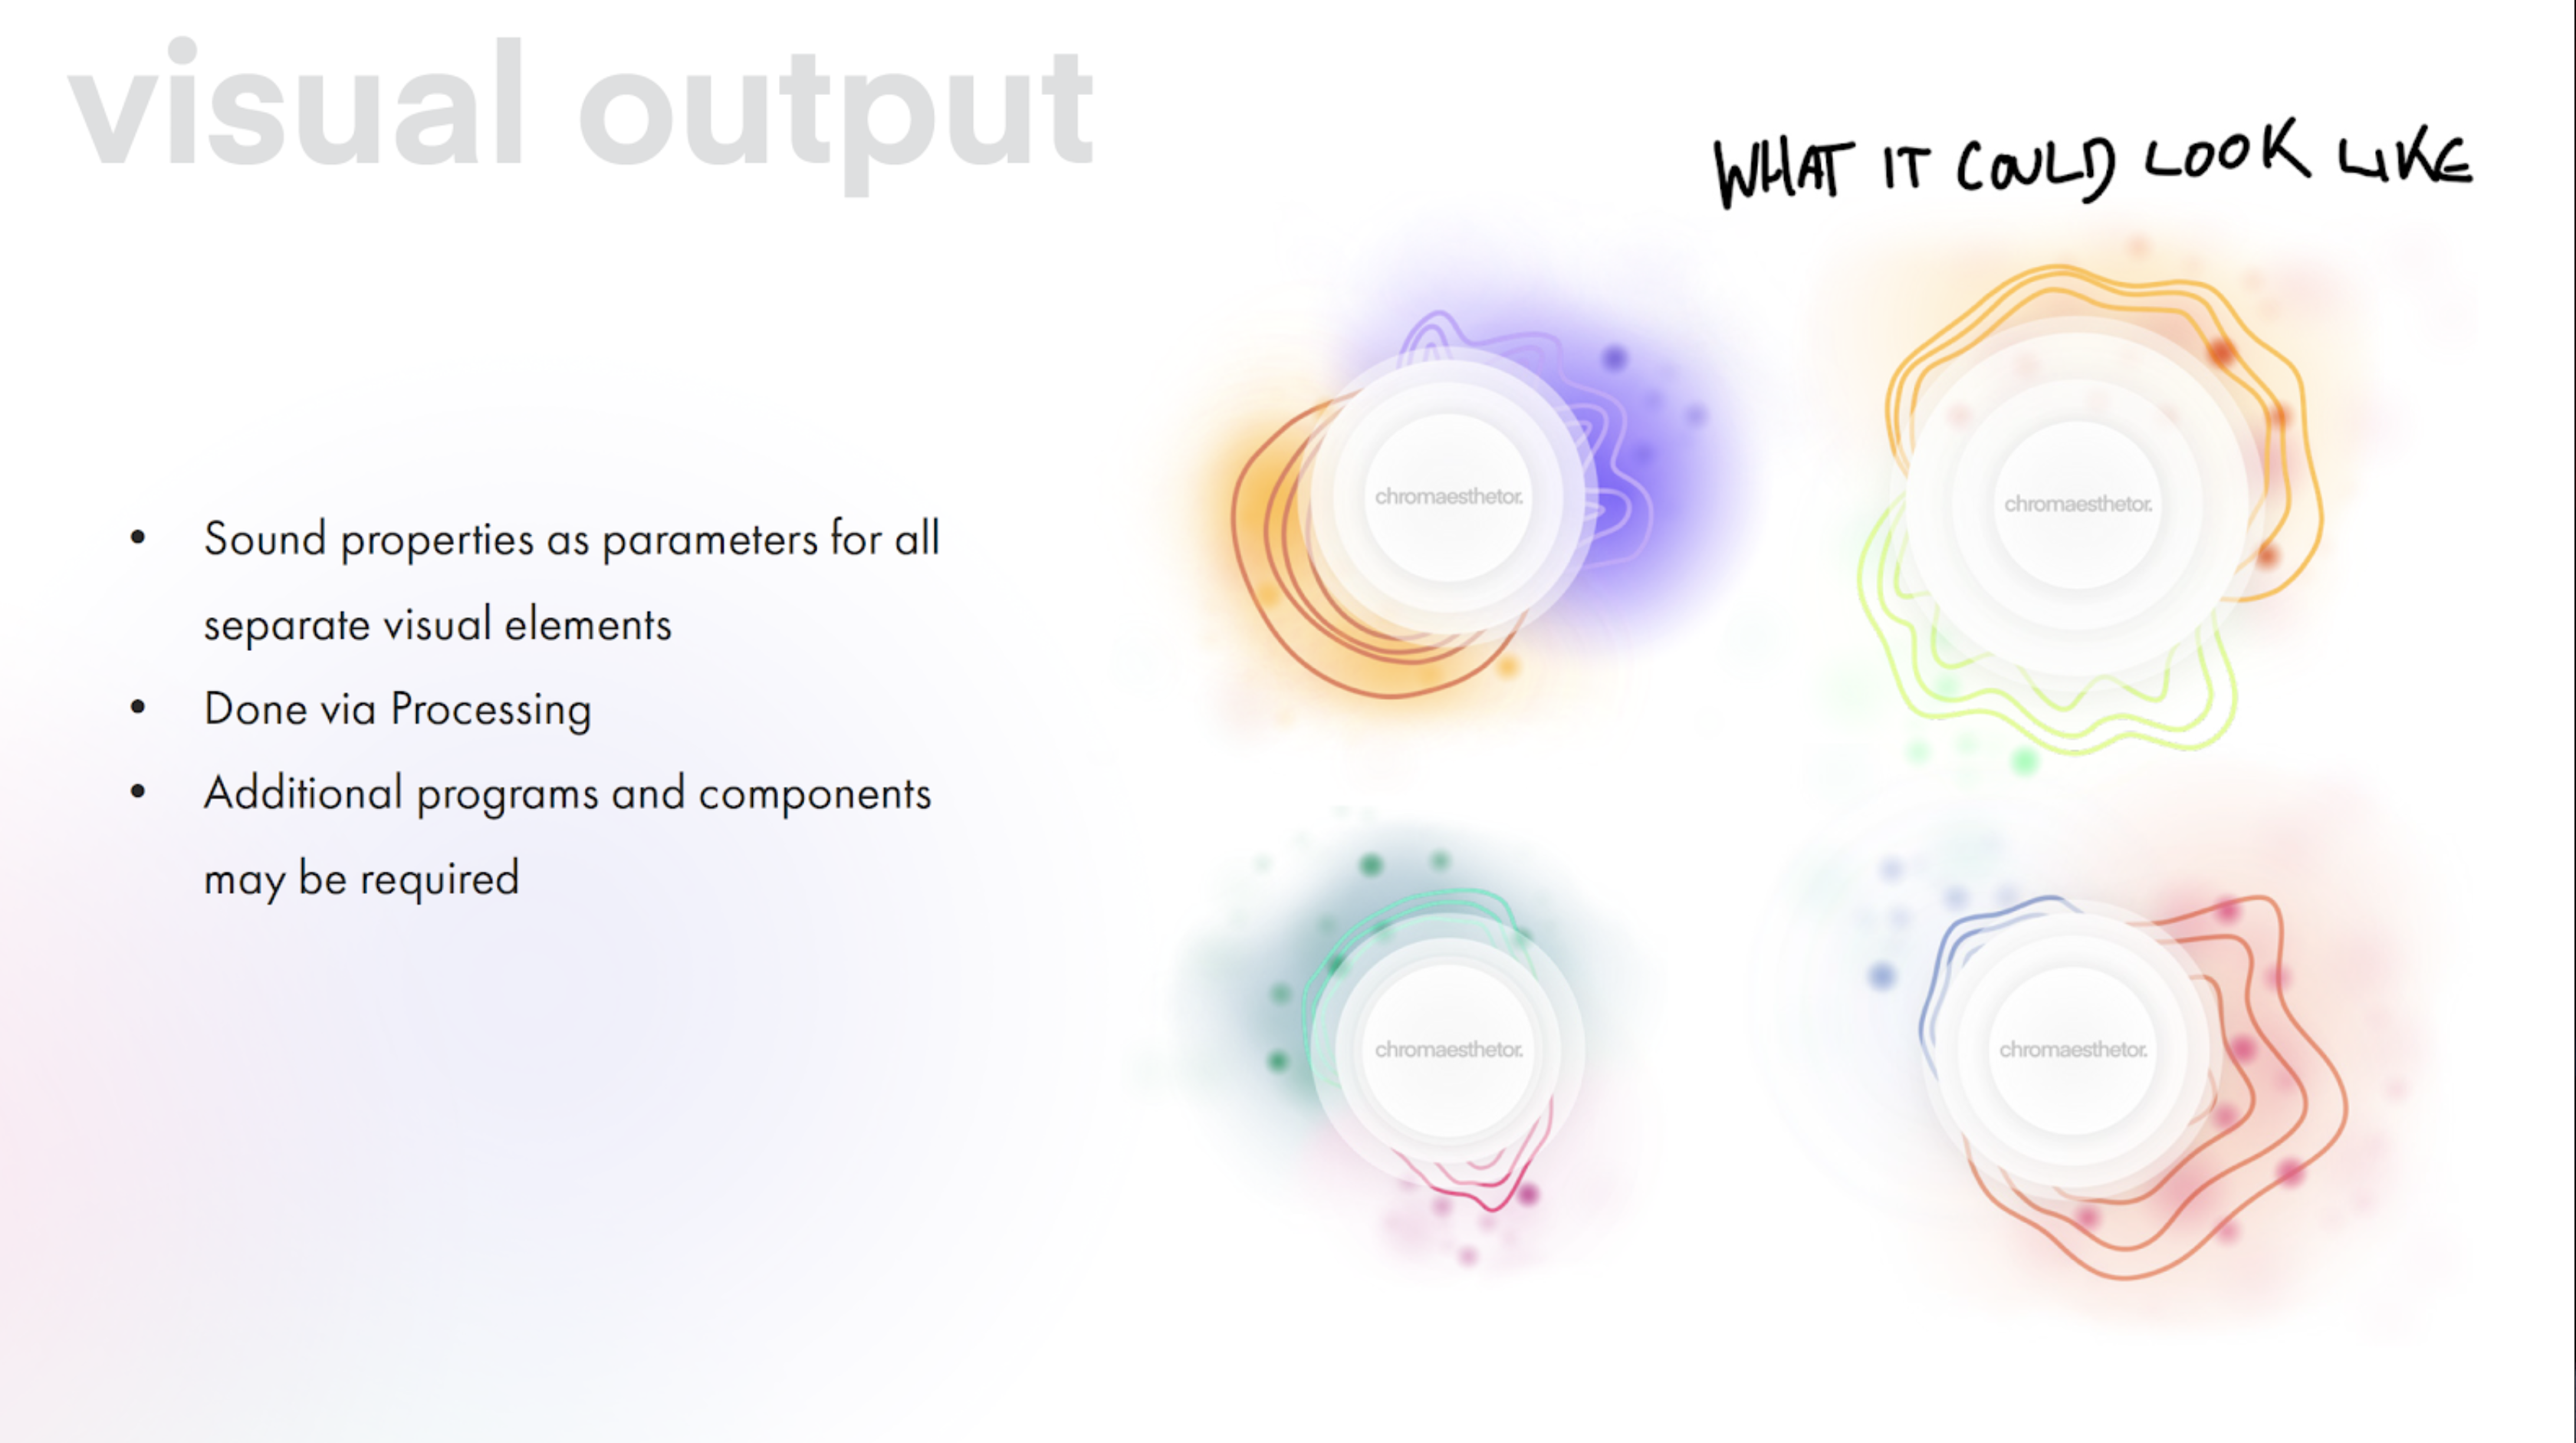 visual output
WHAT IT COULD LOOK LIKE
• Sound properties as parameters for all
separate visual elements
• Done via Processing
• Additional programs and components
may be required
chromaesthetor.
chromaesthetor.
chromaesthetor.
chromaesthetor.